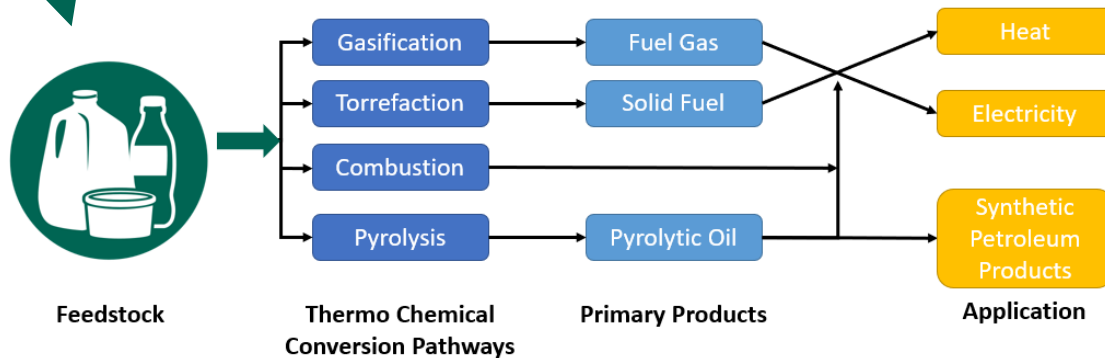 Gasification
Fuel Gas
Heat
Torrefaction
Solid Fuel
Electricity
Combustion
Pyrolysis
Pyrolytic Oil
Synthetic
Petroleum
Products
Feedstock
Thermo Chemical
Conversion Pathways
Primary Products
Application